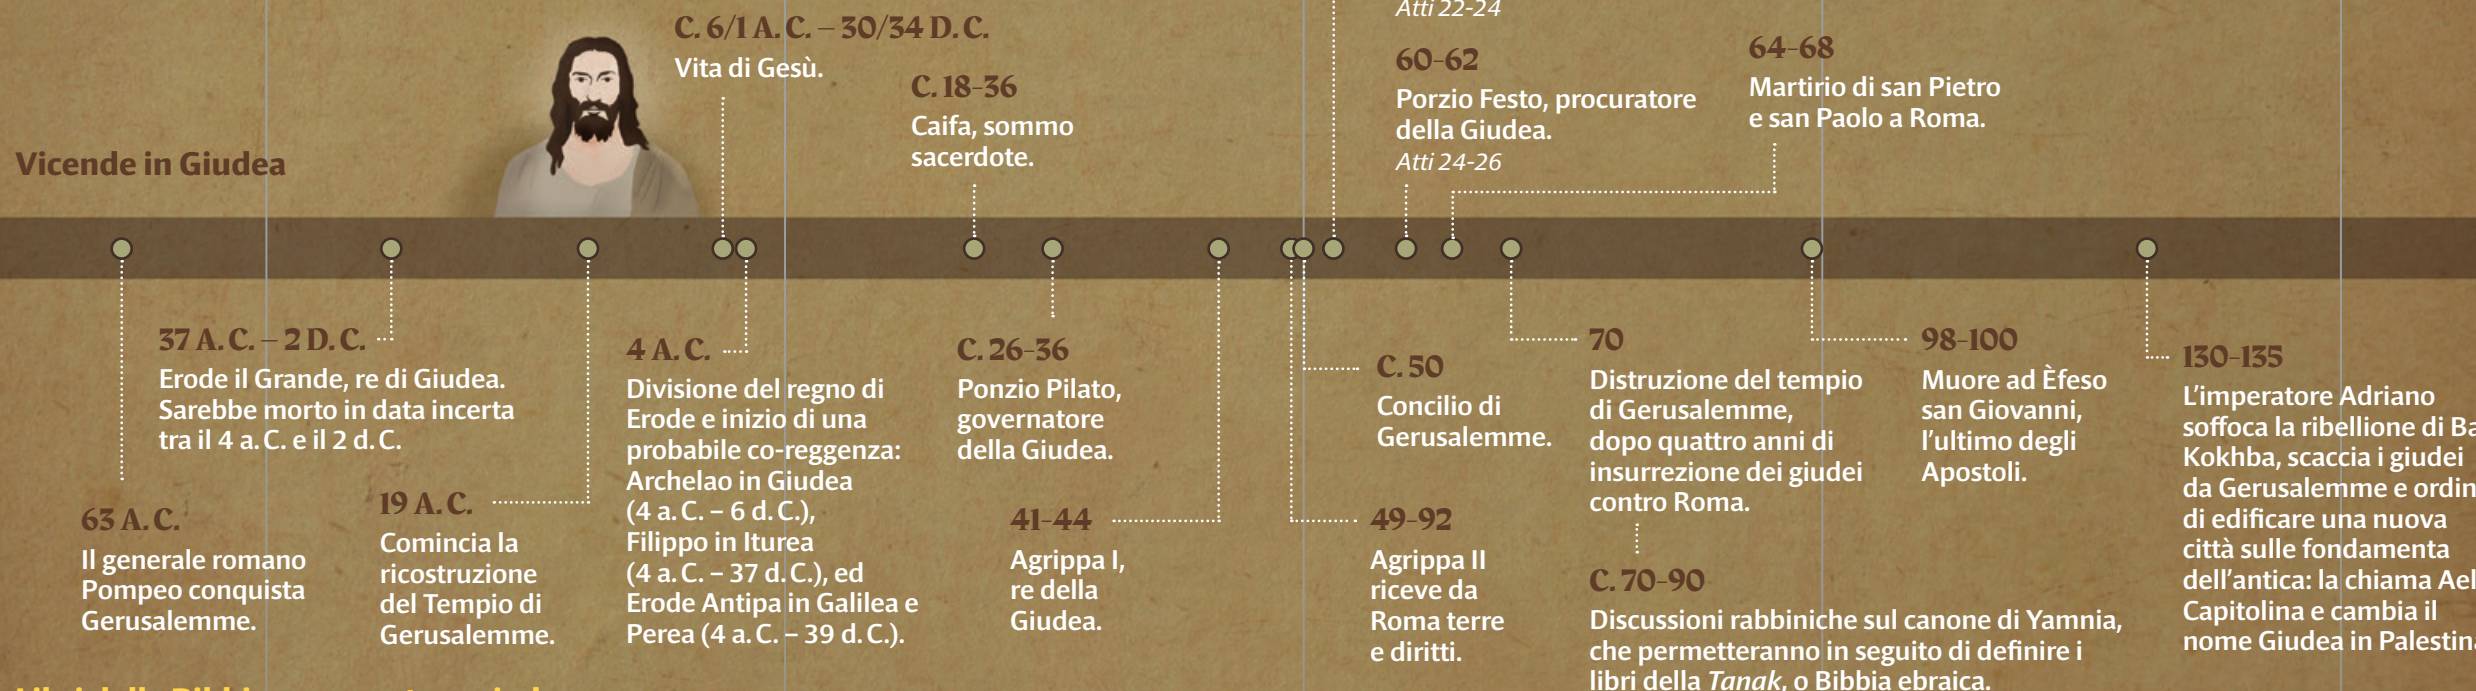 Atti 22-24
C. 6/1 A. C. – 30/34 D. C.
Vita di Gesù.
C. 18-36
Caifa, sommo
sacerdote.
60-62
Porzio Festo, procuratore
della Giudea.
Atti 24-26
64-68
Martirio di san Pietro
e san Paolo a Roma.
Vicende in Giudea
63 A. C.
Il generale romano
Pompeo conquista
Gerusalemme.
37 A. C. – 2 D. C.
Erode il Grande, re di Giudea.
Sarebbe morto in data incerta
tra il 4 a. C. e il 2 d. C.
19 A. C.
Comincia la
ricostruzione
del Tempio di
Gerusalemme.
4 A. C.
Divisione del regno di
Erode e inizio di una
probabile co-reggenza:
Archelao in Giudea
(4 a. C. – 6 d. C.),
Filippo in Iturea
(4 a. C. – 37 d. C.), ed
Erode Antipa in Galilea e
Perea (4 a. C. – 39 d. C.).
C. 26-36
Ponzio Pilato,
governatore
della Giudea.
41-44
Agrippa I,
re della
Giudea.
C. 50
Concilio di
Gerusalemme.
49-92
Agrippa II
riceve da
Roma terre
e diritti.
70
Distruzione del tempio
di Gerusalemme,
dopo quattro anni di
insurrezione dei giudei
contro Roma.
C. 70-90
Discussioni rabbiniche sul canone di Yamnia,
che permetteranno in seguito di definire i
libri della Tanak, o Bibbia ebraica.
98-100
Muore ad Èfeso
san Giovanni,
l'ultimo degli
Apostoli.
130-135
L'imperatore Adriano
soffoca la ribellione di
Kokhba, scaccia i giudei
da Gerusalemme e
di edificare una nuova
città sulle fondamenta
dell'antica: la chiama
Capitolina e cambia il
nome Giudea in